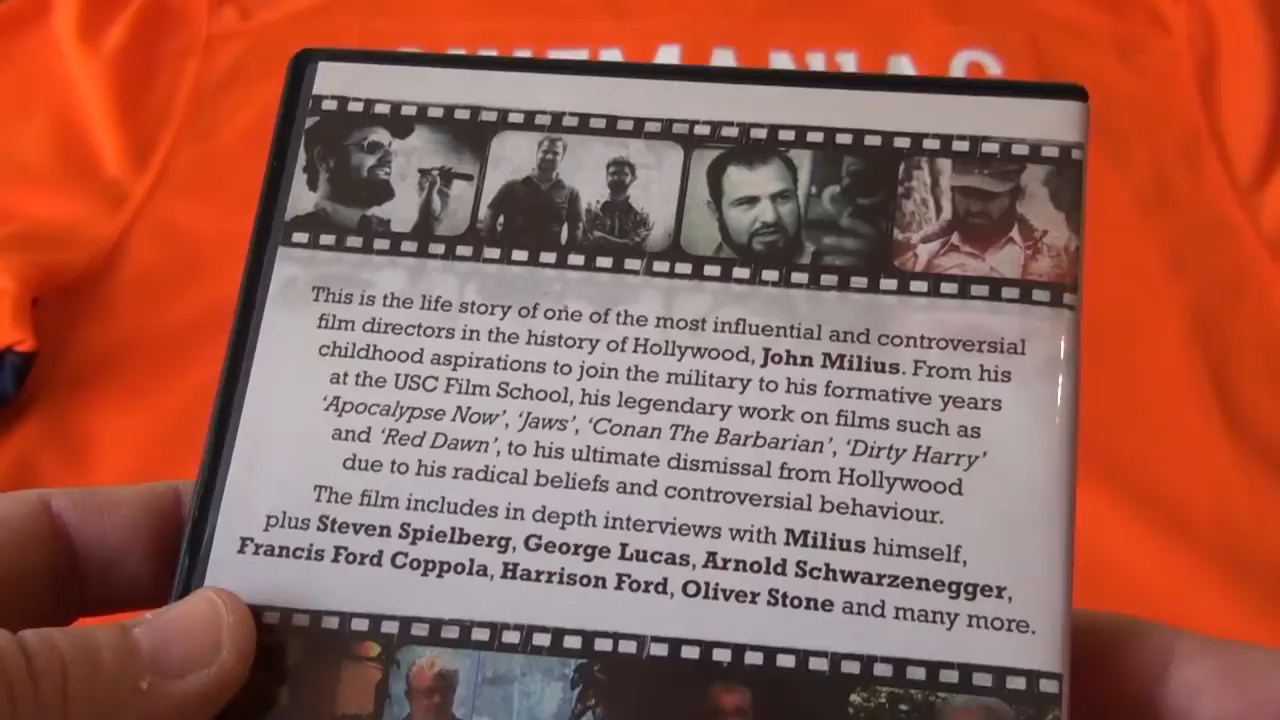 CINEMANIAC
This is the life story of one of the most influential and controversial
film directors in the history of Hollywood, John Milius. From his
childhood aspirations to join the military to his formative years
at the USC Film School, his legendary work on films such as
‘Apocalypse Now’, ‘Jaws’, ‘Conan The Barbarian’, ‘Dirty Harry’
and ‘Red Dawn’, to his ultimate dismissal from Hollywood
due to his radical beliefs and controversial behaviour.
The film includes in depth interviews with Milius himself,
plus Steven Spielberg, George Lucas, Arnold Schwarzenegger,
Francis Ford Coppola, Harrison Ford, Oliver Stone and many more.